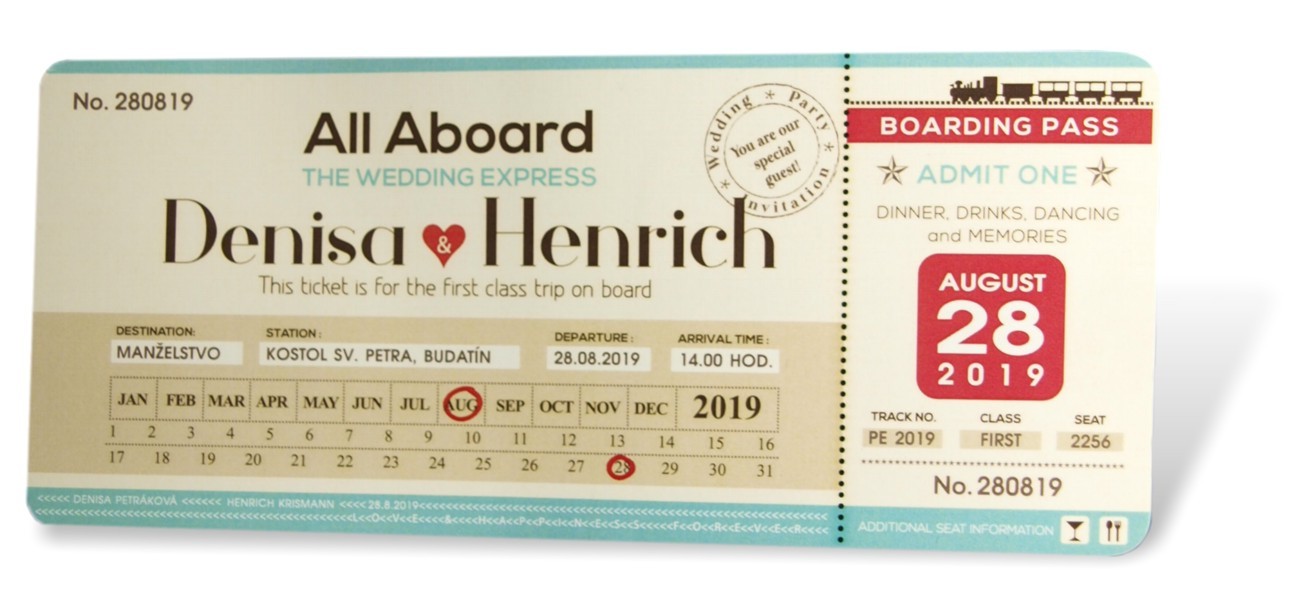 No. 280819
All Aboard
THE WEDDING EXPRESS
Denisa & Henrich
This ticket is for the first class trip on board
Wedding * Party * Invitation *
You are our
special
guest!
DESTINATION:
MANŽELSTVO
STATION:
KOSTOL SV. PETRA, BUDATÍN
DEPARTURE:
28.08.2019
ARRIVAL TIME:
14.00 HOD.
JAN FEB MAR APR MAY JUN JUL AUG SEP OCT NOV DEC 2019
1 2 3 4 5 6 7 8 9 10 11 12 13 14 15 16
17 18 19 20 21 22 23 24 25 26 27 28 29 30 31
<<<<< DENISA PETRÁKOVÁ <<<<<< HENRICH KRISMANN <<<< 28.8.2019<<<<<<<<<<<<<<<<<<<<<<<<<<<<<<<<<<<<<<<<<<<<<<<<<<<<<<
<<<<<<<<<<<<<<<<<<<<<<<<<<<<<<<<<<<<<<<<<L<<O<<V<<E<<<<&<<<<H<<A<<P<<P<<I<<N<<E<<S<<S<<<<<F<<O<<R<<E<<V<<E<<R<<<<
BOARDING PASS
ADMIT ONE
DINNER, DRINKS, DANCING
and MEMORIES
AUGUST
28
2019
TRACK NO. CLASS SEAT
PE 2019 FIRST 2256
No. 280819
ADDITIONAL SEAT INFORMATION